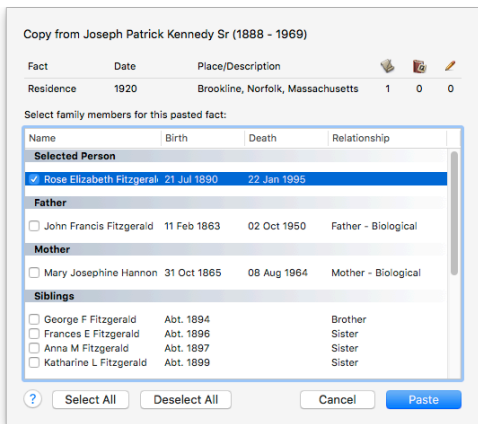 Copy from Joseph Patrick Kennedy Sr (1888 - 1969)
Fact Date Place/Description
Residence 1920 Brookline, Norfolk, Massachusetts 1 0 0
Select family members for this pasted fact:
Name Birth Death Relationship
Selected Person
Rose Elizabeth Fitzgeral 21 Jul 1890 22 Jan 1995
Father
John Francis Fitzgerald 11 Feb 1863 02 Oct 1950 Father - Biological
Mother
Mary Josephine Hannon 31 Oct 1865 08 Aug 1964 Mother - Biological
Siblings
George F Fitzgerald Abt. 1894 Brother
Frances E Fitzgerald Abt. 1896 Sister
Anna M Fitzgerald Abt. 1897 Sister
Katharine L Fitzgerald Abt. 1899 Sister
? Select All Deselect All Cancel Paste